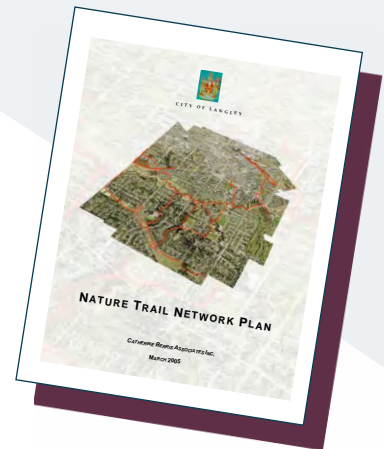 CITY OF LANGLEY
NATURE TRAIL NETWORK PLAN
CATHERINE BERRIS ASSOCIATES INC.
MARCH 2005